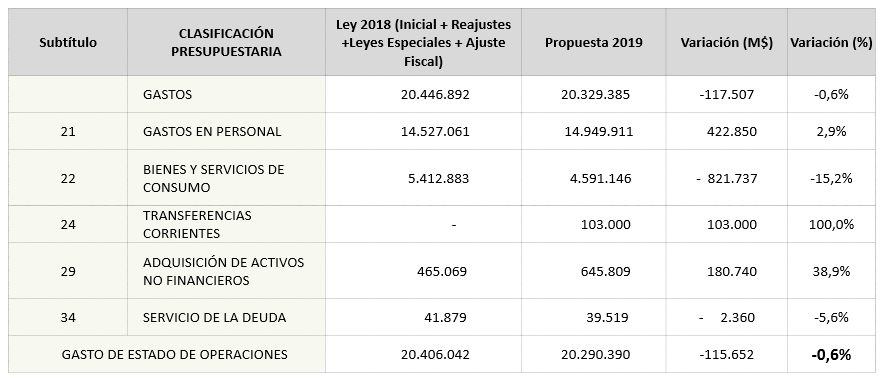 Subtítulo CLASIFICACIÓN PRESUPUESTARIA Ley 2018 (Inicial + Reajustes +Leyes Especiales + Ajuste Fiscal) Propuesta 2019 Variación (M$) Variación (%)
GASTOS 20.446.892 20.329.385 -117.507 -0,6%
21 GASTOS EN PERSONAL 14.527.061 14.949.911 422.850 2,9%
22 BIENES Y SERVICIOS DE CONSUMO 5.412.883 4.591.146 - 821.737 -15,2%
24 TRANSFERENCIAS CORRIENTES - 103.000 103.000 100,0%
29 ADQUISICIÓN DE ACTIVOS NO FINANCIEROS 465.069 645.809 180.740 38,9%
34 SERVICIO DE LA DEUDA 41.879 39.519 - 2.360 -5,6%
GASTO DE ESTADO DE OPERACIONES 20.406.042 20.290.390 -115.652 -0,6%